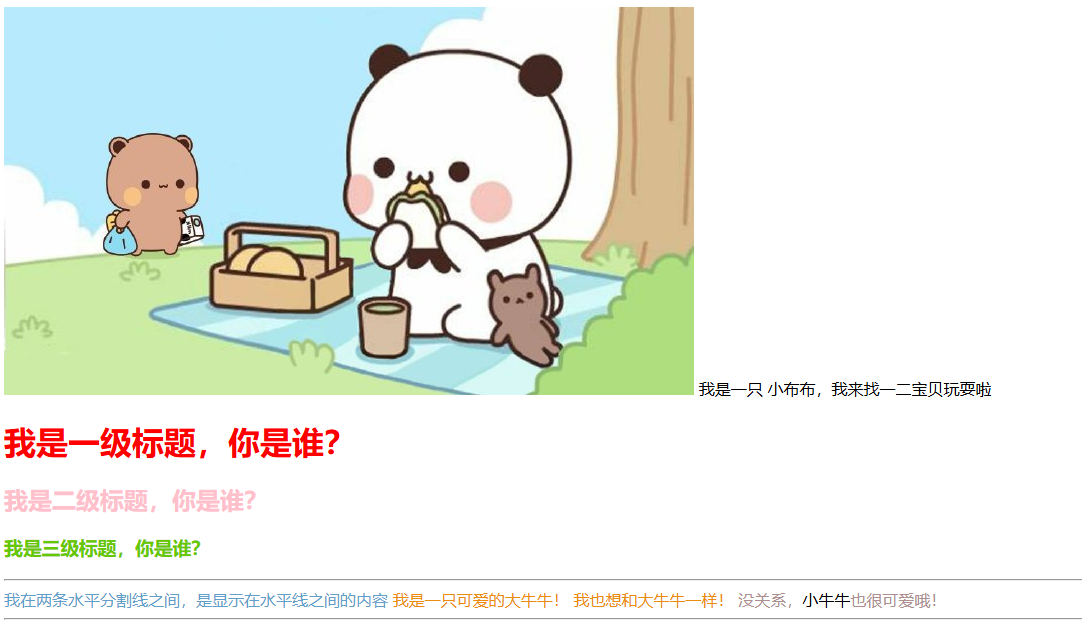 我是一只 小布布，我来找一二宝贝玩耍啦
我是一级标题，你是谁？
我是二级标题，你是谁？
我是三级标题，你是谁？
我在两条水平分割线之间，是显示在水平线之间的内容 我是一只可爱的大牛牛！ 我也想和大牛牛一样！ 没关系，小牛牛也很可爱哦！